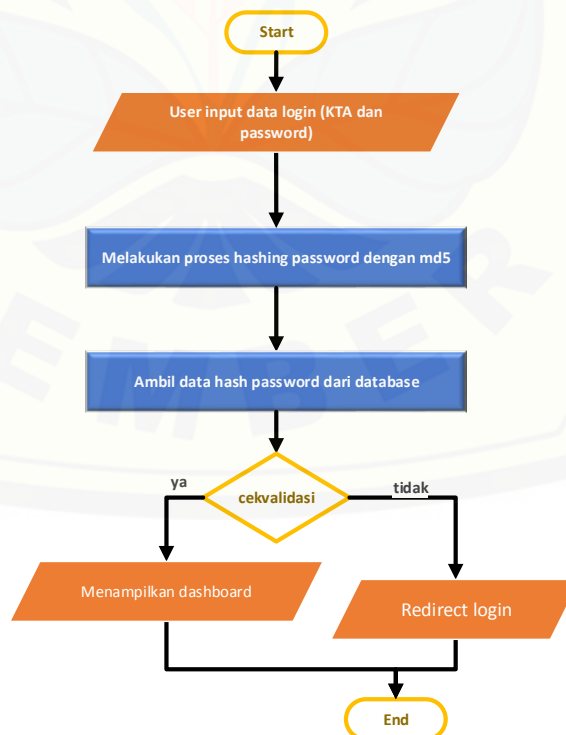 Start
User input data login (KTA dan
password)
Melakukan proses hashing password dengan md5
Ambil data hash password dari database
cekvalidasi
ya
tidak
Menampilkan dashboard
Redirect login
End
EMBER